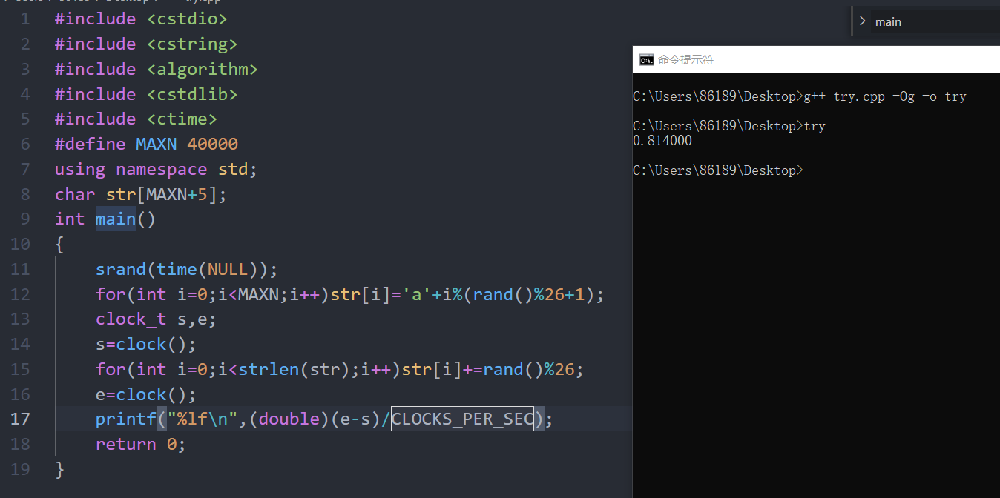 1 #include <cstdio>
2 #include <cstring>
3 #include <algorithm>
4 #include <cstdlib>
5 #include <ctime>
6 #define MAXN 40000
7 using namespace std;
8 char str[MAXN+5];
9 int main()
10 {
11 srand(time(NULL));
12 for(int i=0;i<MAXN;i++)str[i]='a'+i%(rand()%26+1);
13 clock_t s,e;
14 s=clock();
15 for(int i=0;i<strlen(str);i++)str[i]+=rand()%26;
16 e=clock();
17 printf("%lf\n",(double)(e-s)/CLOCKS_PER_SEC);
18 return 0;
19 }
> main
命令提示符
C:\Users\86189\Desktop>g++ try.cpp -Og -o try
C:\Users\86189\Desktop>try
0.814000
C:\Users\86189\Desktop>